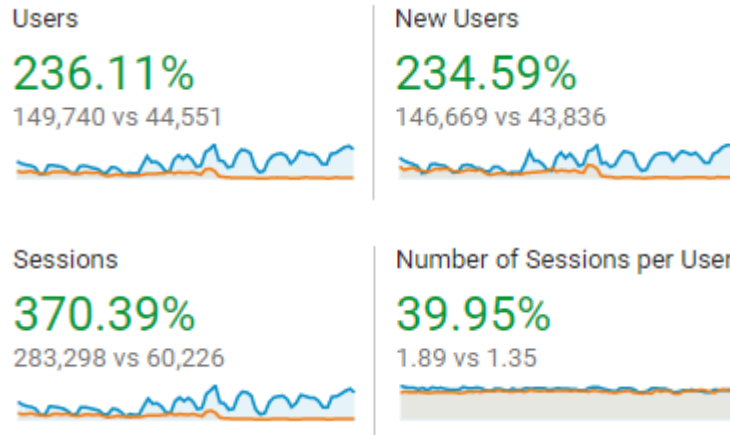 Users
236.11%
149,740 vs 44,551
New Users
234.59%
146,669 vs 43,836
Sessions
370.39%
283,298 vs 60,226
Number of Sessions per User
39.95%
1.89 vs 1.35